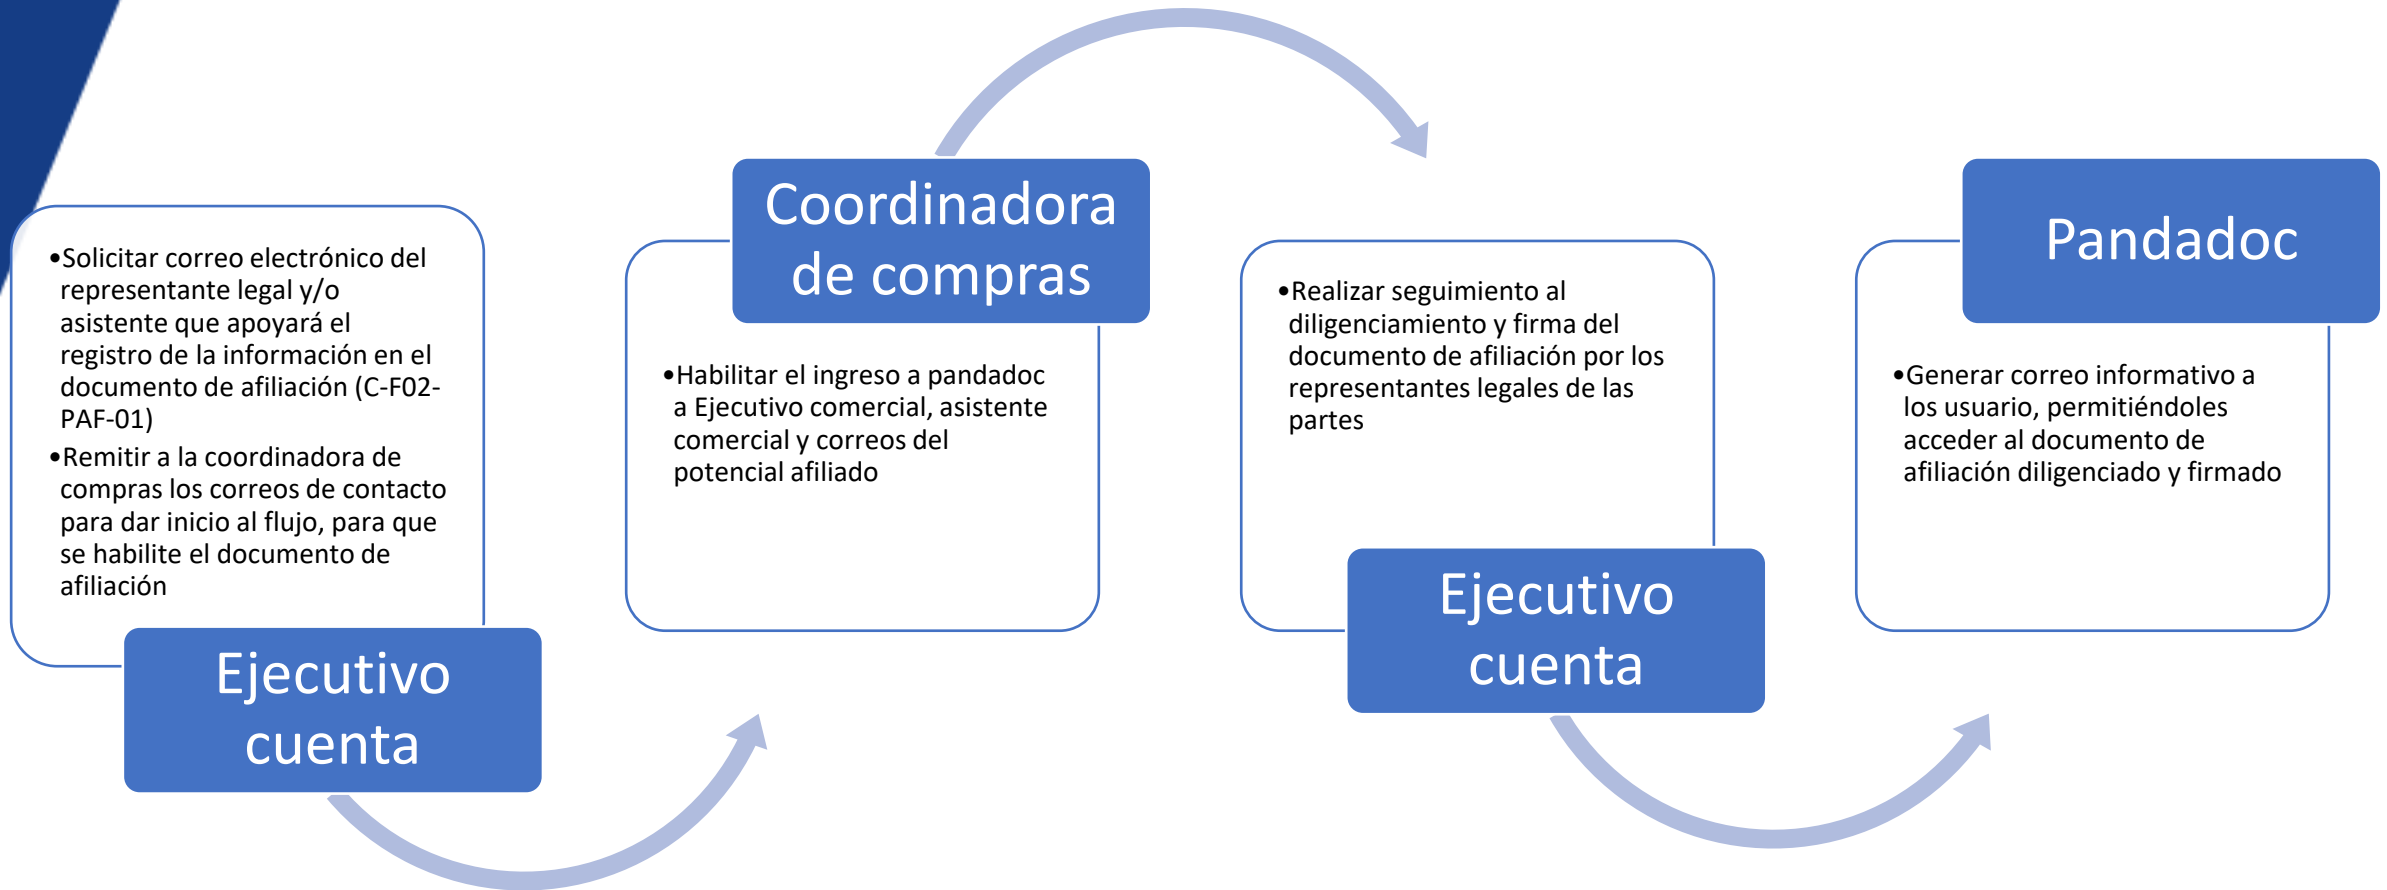 •Solicitar correo electrónico del
representante legal y/o
asistente que apoyará el
registro de la información en el
documento de afiliación (C-F02-
PAF-01)
•Remitir a la coordinadora de
compras los correos de contacto
para dar inicio al flujo, para que
se habilite el documento de
afiliación
Ejecutivo
cuenta
Coordinadora
de compras
•Habilitar el ingreso a pandadoc
a Ejecutivo comercial, asistente
comercial y correos del
potencial afiliado
•Realizar seguimiento al
diligenciamiento y firma del
documento de afiliación por los
representantes legales de las
partes
Ejecutivo
cuenta
Pandadoc
•Generar correo informativo a
los usuario, permitiéndoles
acceder al documento de
afiliación diligenciado y firmado